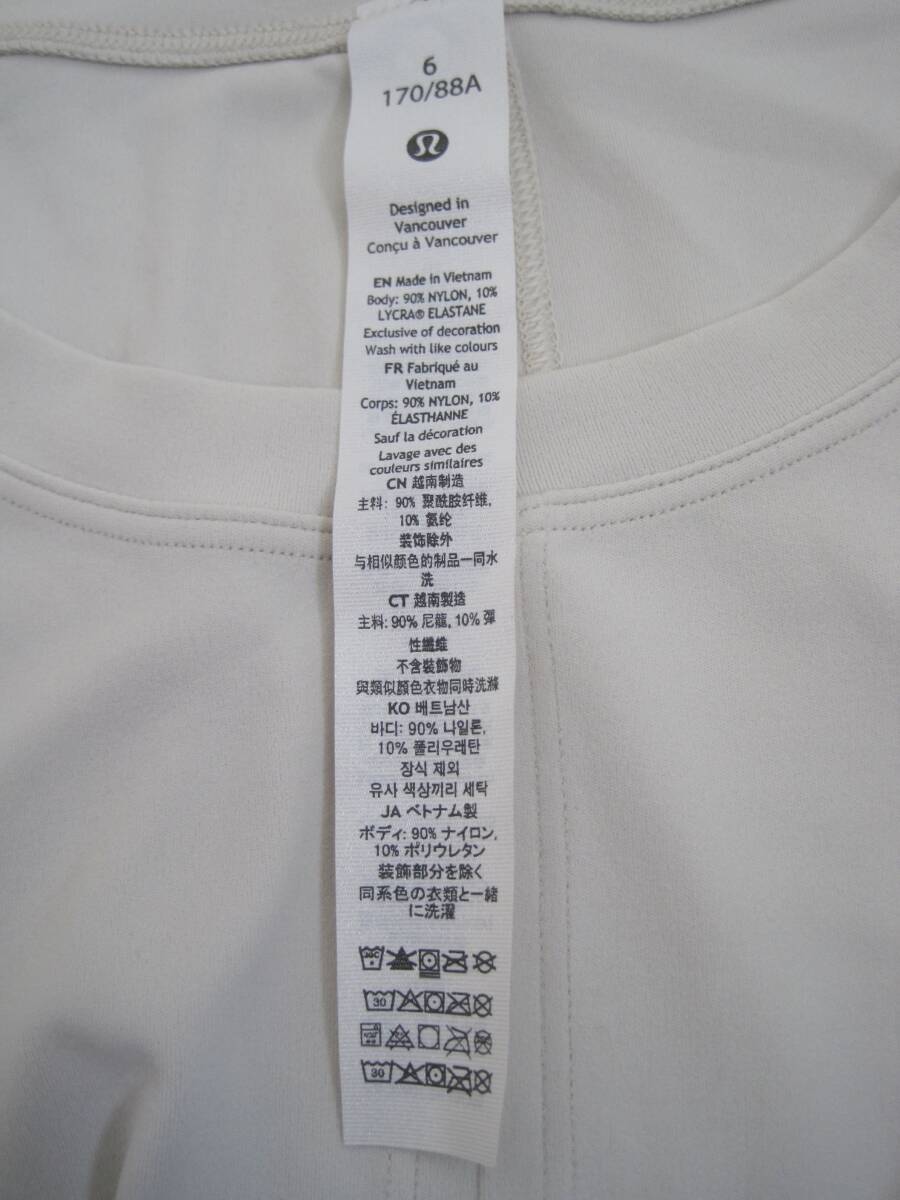 6
170/88A
Designed in
Vancouver
Conçu à Vancouver
EN Made in Vietnam
Body: 90% NYLON, 10%
LYCRA® ELASTANE
Exclusive of decoration
Wash with like colours
FR Fabriqué au
Vietnam
Corps: 90% NYLON, 10%
ÉLASTHANNE
Sauf la décoration
Lavage avec des
couleurs similaires
CN 越南制造
主料: 90% 聚酰胺纤维,
10% 氨纶
装饰除外
与相似颜色的制品一同水
洗
CT 越南製造
主料: 90% 尼龍, 10% 彈
性纖維
不含裝飾物
與類似顏色衣物同時洗滌
KO 베트남산
바디: 90% 나일론,
10% 폴리우레탄
장식 제외
유사 색상끼리 세탁
JA ベトナム製
ボディ: 90% ナイロン,
10% ポリウレタン
装飾部分を除く
同系色の衣類と一緒
に洗濯
30
30